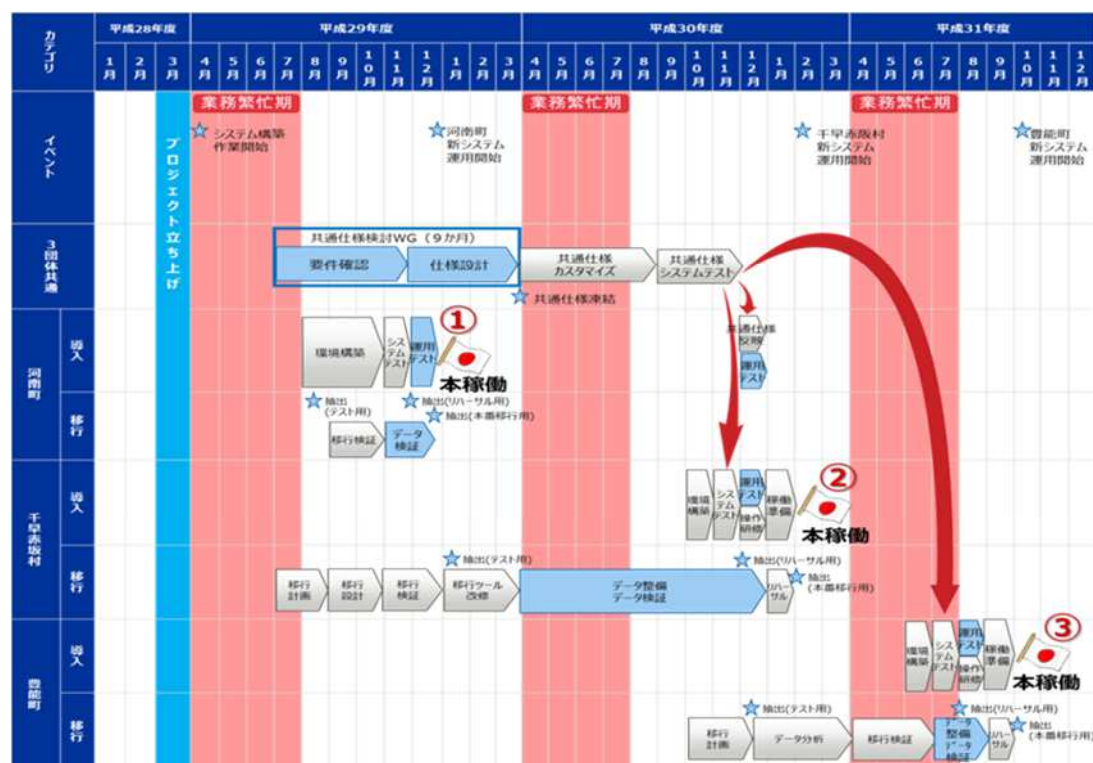 カテゴリ
平成28年度
平成29年度
平成30年度
平成31年度
1月
2月
3月
4月
5月
6月
7月
8月
9月
10月
11月
12月
1月
2月
3月
4月
5月
6月
7月
8月
9月
10月
11月
12月
1月
2月
3月
4月
5月
6月
7月
8月
9月
10月
11月
12月
イベント
プロジェクト立ち上げ
業務繁忙期
業務繁忙期
業務繁忙期
システム構築
作業開始
河南町
新システム
運用開始
千早赤阪村
新システム
運用開始
豊能町
新システム
運用開始
3団体共通
共通仕様検討WG（9か月）
要件確認
仕様設計
共通仕様
カスタマイズ
共通仕様
システムテスト
共通仕様凍結
河南町
導入
環境構築
システムテスト
運用
テスト
①
本稼働
共通仕様
反映
運用
テスト
移行
抽出
(テスト用)
抽出(リハーサル用)
抽出(本番移行用)
移行検証
データ
検証
千早赤阪村
導入
環境
構築
システムテスト
運用
テスト
操作
研修
稼働
準備
②
本稼働
移行
抽出(テスト用)
抽出(リハーサル用)
抽出
(本番移行用)
移行
計画
移行
設計
移行
検証
移行ツール
改修
データ整備
データ検証
リハーサル
豊能町
導入
環境
構築
システムテスト
運用
テスト
操作
研修
稼働
準備
③
本稼働
移行
抽出(テスト用)
抽出(リハーサル用)
抽出
(本番移行用)
移行
計画
データ分析
移行検証
データ
整備
データ
検証
リハーサル